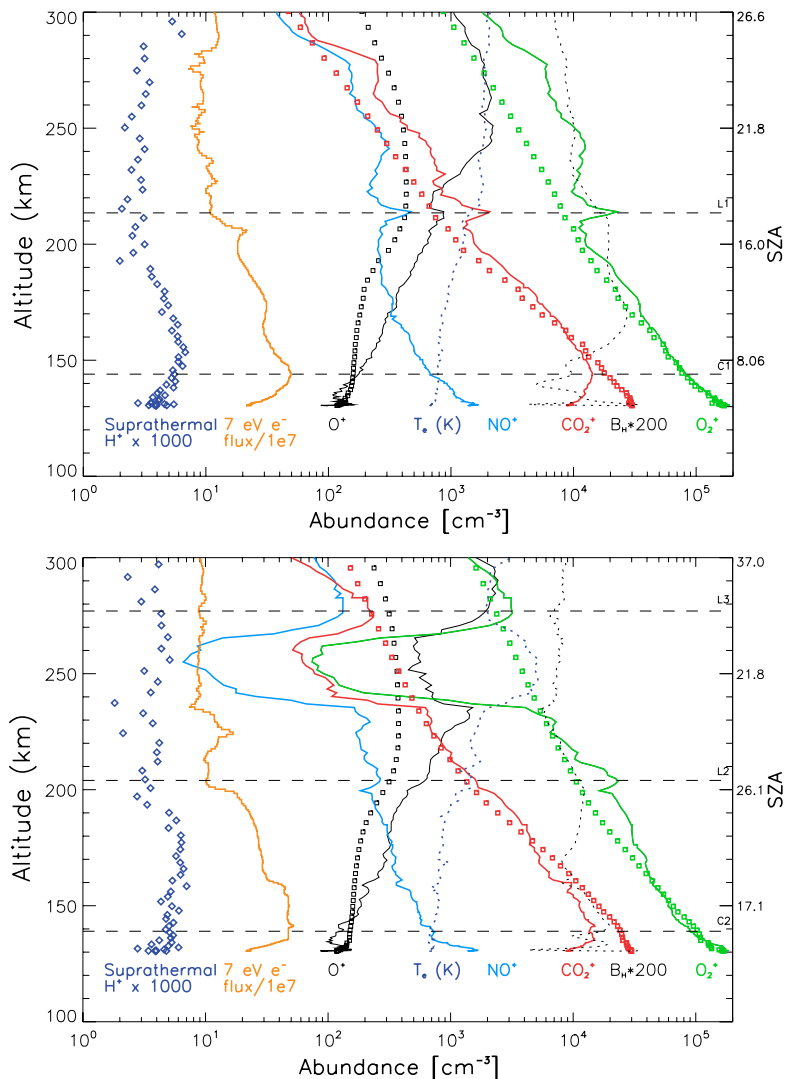 300
26.6
250
21.8
L1
200
16.0
150
8.06
C1
100
Altitude (km)
SZA
Suprathermal
H⁺ x 1000
7 eV e⁻
flux/1e7
O⁺
Tₑ (K)
NO⁺
CO₂⁺
B_H*200
O₂⁺
10⁰
10¹
10²
10³
10⁴
10⁵
Abundance [cm⁻³]
300
37.0
L3
250
21.8
L2
200
26.1
150
17.1
C2
100
Altitude (km)
SZA
Suprathermal
H⁺ x 1000
7 eV e⁻
flux/1e7
O⁺
Tₑ (K)
NO⁺
CO₂⁺
B_H*200
O₂⁺
10⁰
10¹
10²
10³
10⁴
10⁵
Abundance [cm⁻³]